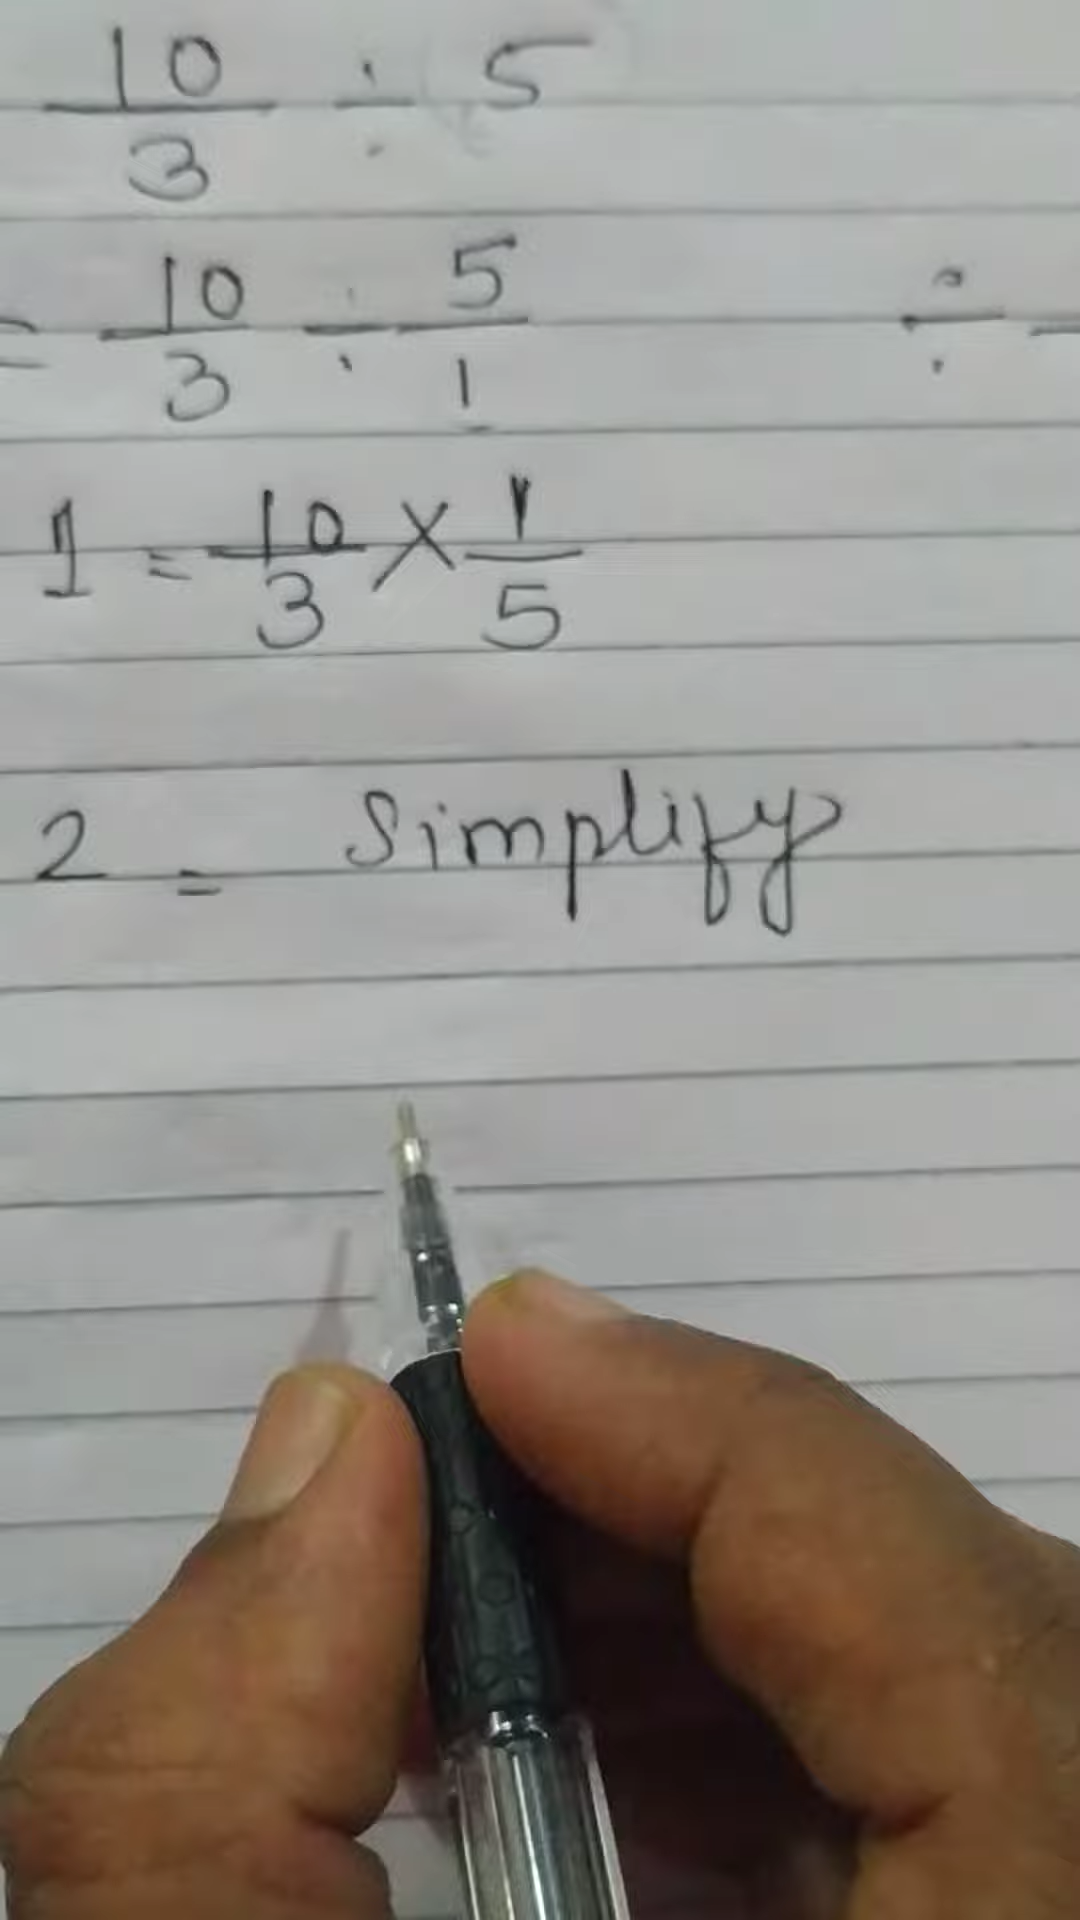 10/3 ÷ 5
= 10/3 ÷ 5/1 ÷ —
1 = 10/3 × 1/5
2 = Simplify